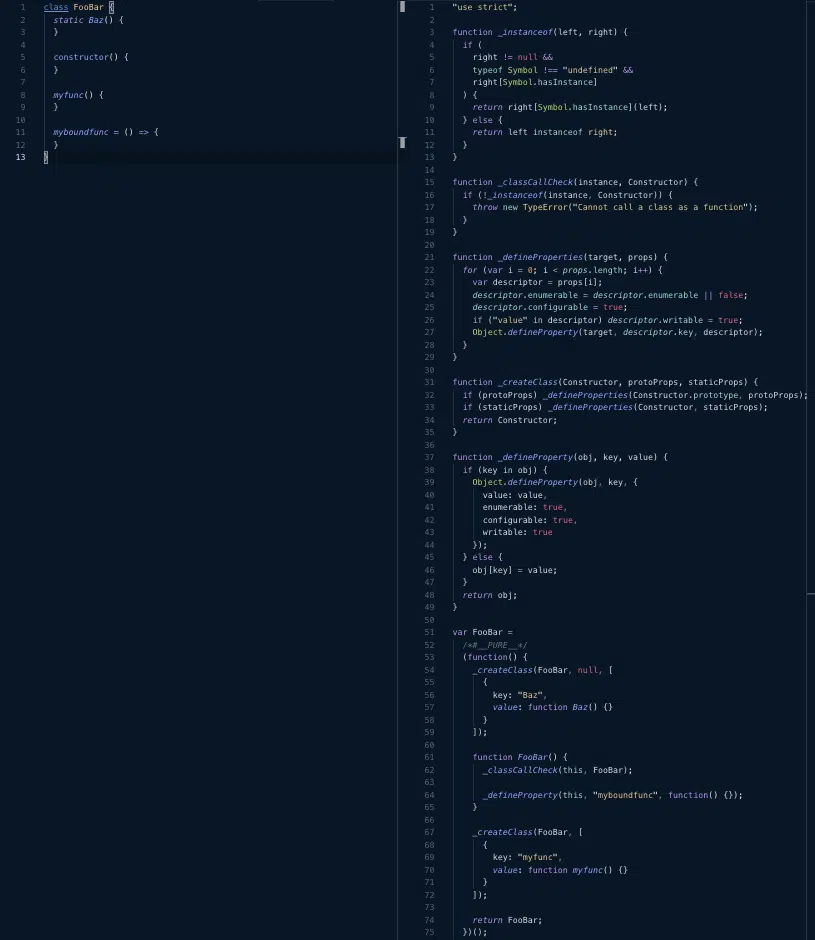 1 class FooBar {
2 static Baz() {
3 }
4
5 constructor() {
6 }
7
8 myfunc() {
9 }
10
11 myboundfunc = () => {
12 }
13 }
1 "use strict";
2
3 function _instanceof(left, right) {
4 if (
5 right != null &&
6 typeof Symbol !== "undefined" &&
7 right[Symbol.hasInstance]
8 ) {
9 return right[Symbol.hasInstance](left);
10 } else {
11 return left instanceof right;
12 }
13 }
14
15 function _classCallCheck(instance, Constructor) {
16 if (!_instanceof(instance, Constructor)) {
17 throw new TypeError("Cannot call a class as a function");
18 }
19 }
20
21 function _defineProperties(target, props) {
22 for (var i = 0; i < props.length; i++) {
23 var descriptor = props[i];
24 descriptor.enumerable = descriptor.enumerable || false;
25 descriptor.configurable = true;
26 if ("value" in descriptor) descriptor.writable = true;
27 Object.defineProperty(target, descriptor.key, descriptor);
28 }
29 }
30
31 function _createClass(Constructor, protoProps, staticProps) {
32 if (protoProps) _defineProperties(Constructor.prototype, protoProps);
33 if (staticProps) _defineProperties(Constructor, staticProps);
34 return Constructor;
35 }
36
37 function _defineProperty(obj, key, value) {
38 if (key in obj) {
39 Object.defineProperty(obj, key, {
40 value: value,
41 enumerable: true,
42 configurable: true,
43 writable: true
44 });
45 } else {
46 obj[key] = value;
47 }
48 return obj;
49 }
50
51 var FooBar =
52 /*#__PURE__*/
53 (function() {
54 _createClass(FooBar, null, [
55 {
56 key: "Baz",
57 value: function Baz() {}
58 }
59 ]);
60
61 function FooBar() {
62 _classCallCheck(this, FooBar);
63
64 _defineProperty(this, "myboundfunc", function() {});
65 }
66
67 _createClass(FooBar, [
68 {
69 key: "myfunc",
70 value: function myfunc() {}
71 }
72 ]);
73
74 return FooBar;
75 })();